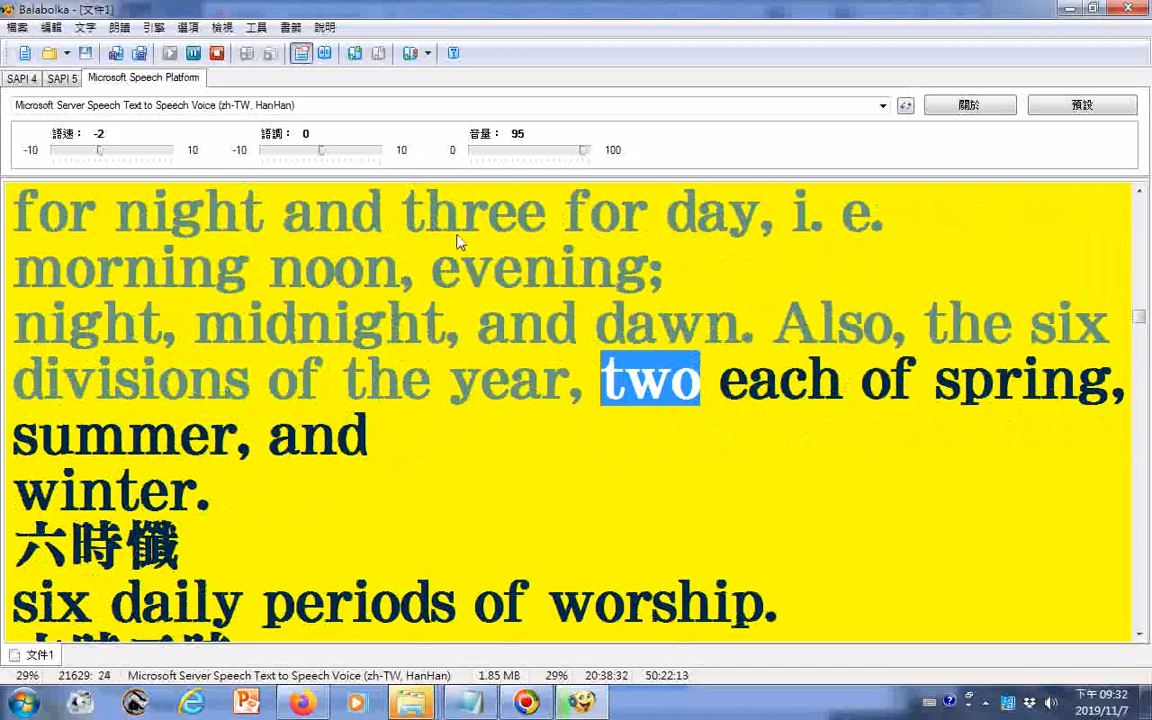 Balabolka - [文件1]
檔案 編輯 文字 朗讀 引擎 選項 檢視 工具 書籤 說明
SAPI 4 SAPI 5 Microsoft Speech Platform
Microsoft Server Speech Text to Speech Voice (zh-TW, HanHan) 關於 預設
語速： -2 語調： 0 音量： 95
-10 10 -10 10 0 100
for night and three for day, i. e.
morning noon, evening;
night, midnight, and dawn. Also, the six
divisions of the year, two each of spring,
summer, and
winter.
六時懺
six daily periods of worship.
文件1
29% 21629: 24 Microsoft Server Speech Text to Speech Voice (zh-TW, HanHan) 1.85 MB 29% 20:38:32 50:22:13
下午 09:32
2019/11/7